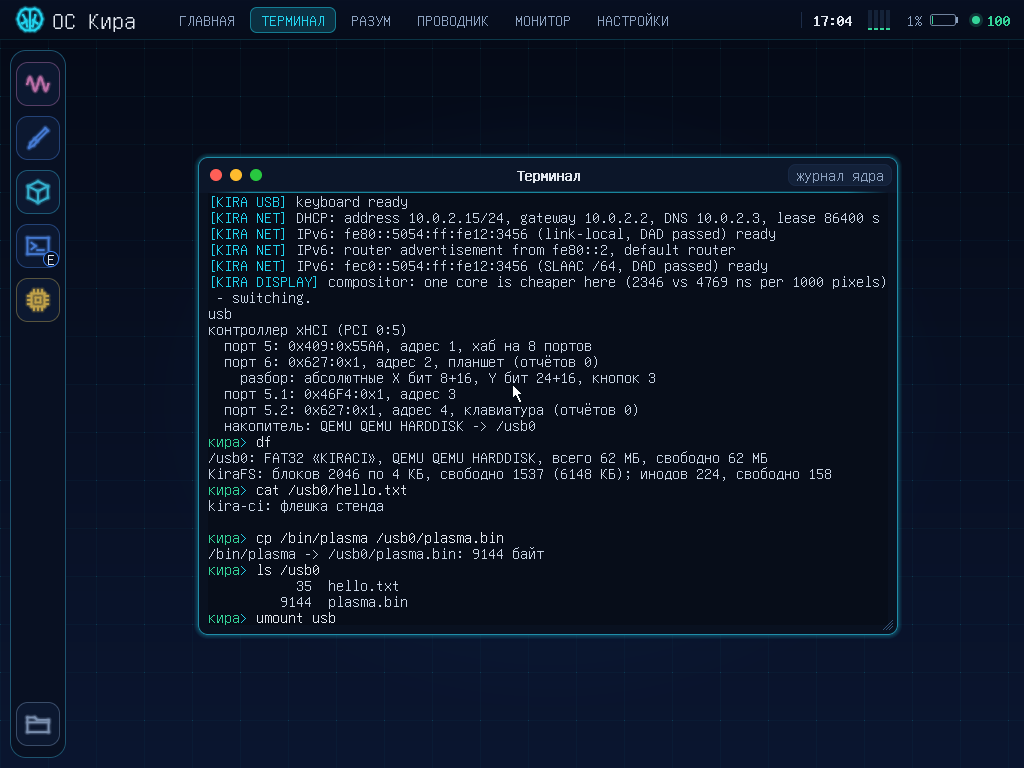 ОС Кира
ГЛАВНАЯ
ТЕРМИНАЛ
РАЗУМ
ПРОВОДНИК
МОНИТОР
НАСТРОЙКИ
17:04
1%
100
E
Терминал
журнал ядра
[KIRA USB] keyboard ready
[KIRA NET] DHCP: address 10.0.2.15/24, gateway 10.0.2.2, DNS 10.0.2.3, lease 86400 s
[KIRA NET] IPv6: fe80::5054:ff:fe12:3456 (link-local, DAD passed) ready
[KIRA NET] IPv6: router advertisement from fe80::2, default router
[KIRA NET] IPv6: fec0::5054:ff:fe12:3456 (SLAAC /64, DAD passed) ready
[KIRA DISPLAY] compositor: one core is cheaper here (2346 vs 4769 ns per 1000 pixels)
- switching.
usb
контроллер xHCI (PCI 0:5)
порт 5: 0x409:0x55AA, адрес 1, хаб на 8 портов
порт 6: 0x627:0x1, адрес 2, планшет (отчётов 0)
разбор: абсолютные X бит 8+16, Y бит 24+16, кнопок 3
порт 5.1: 0x46F4:0x1, адрес 3
порт 5.2: 0x627:0x1, адрес 4, клавиатура (отчётов 0)
накопитель: QEMU QEMU HARDDISK -> /usb0
кира> df
/usb0: FAT32 «KIRACI», QEMU QEMU HARDDISK, всего 62 МБ, свободно 62 МБ
KiraFS: блоков 2046 по 4 КБ, свободно 1537 (6148 КБ); инодов 224, свободно 158
кира> cat /usb0/hello.txt
kira-ci: флешка стенда
кира> cp /bin/plasma /usb0/plasma.bin
/bin/plasma -> /usb0/plasma.bin: 9144 байт
кира> ls /usb0
35 hello.txt
9144 plasma.bin
кира> umount usb